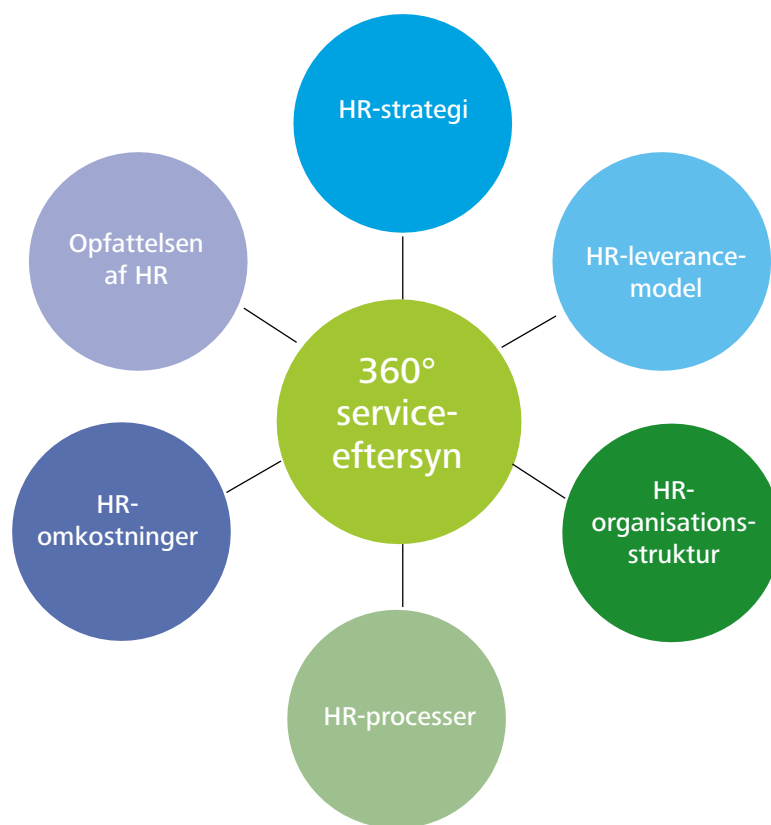 HR-strategi
Opfattelsen
af HR
HR-leverance-
model
360°
service-
eftersyn
HR-
omkostninger
HR-
organisations-
struktur
HR-processer